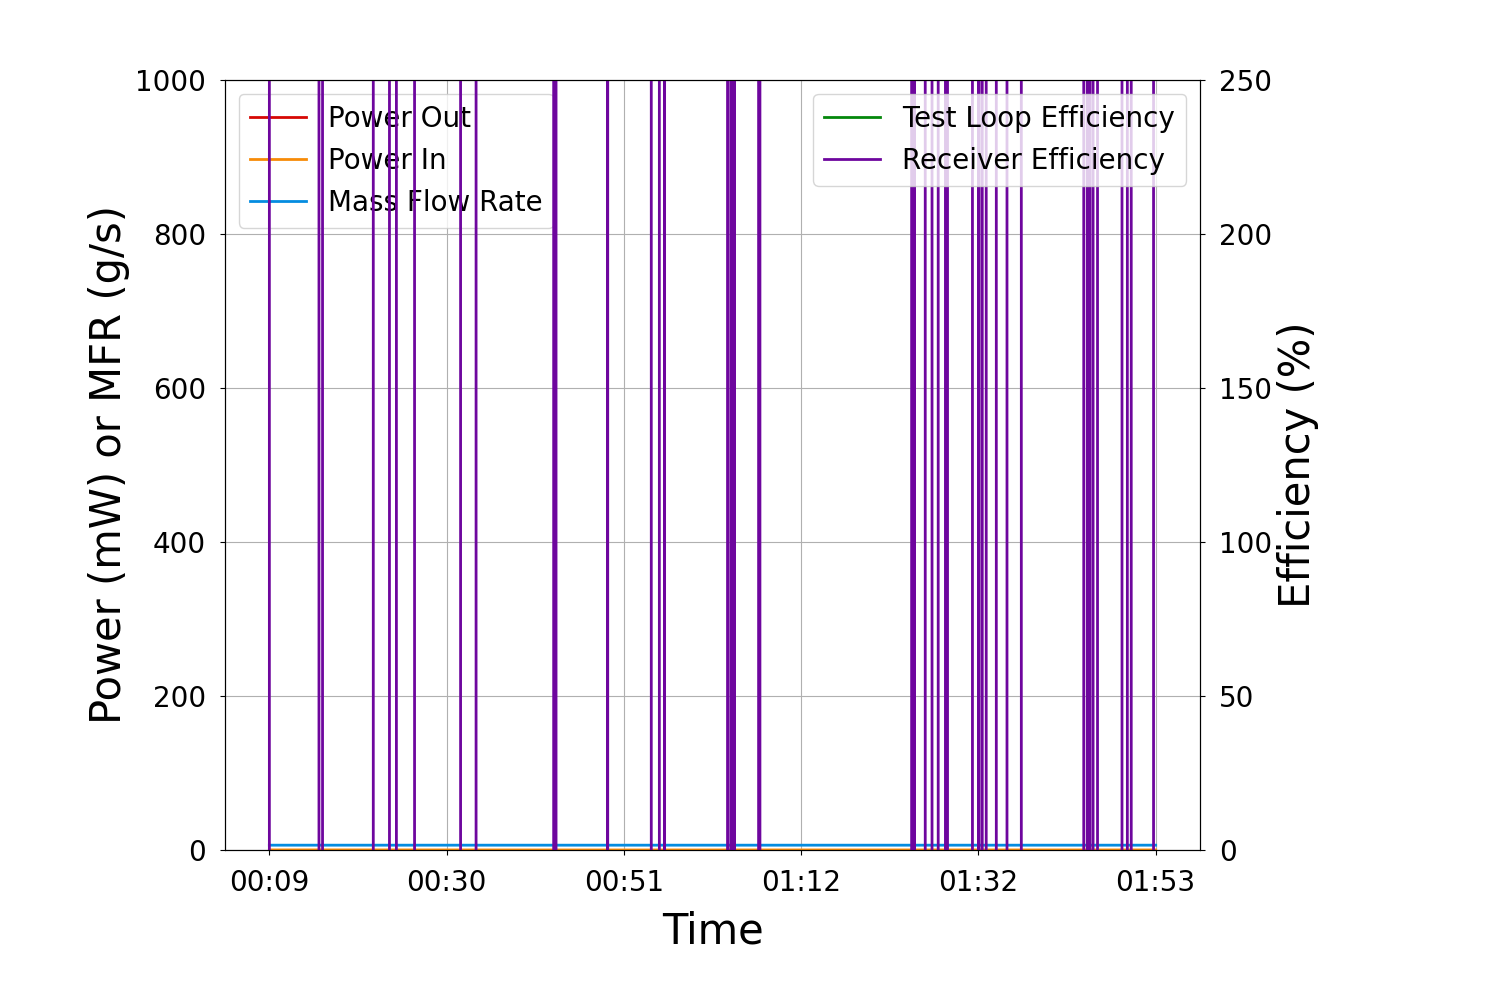 1000
800
600
400
200
0
Power (mW) or MFR (g/s)
Power Out
Power In
Mass Flow Rate
Test Loop Efficiency
Receiver Efficiency
250
200
150
100
50
0
Efficiency (%)
00:09 00:30 00:51 01:12 01:32 01:53
Time